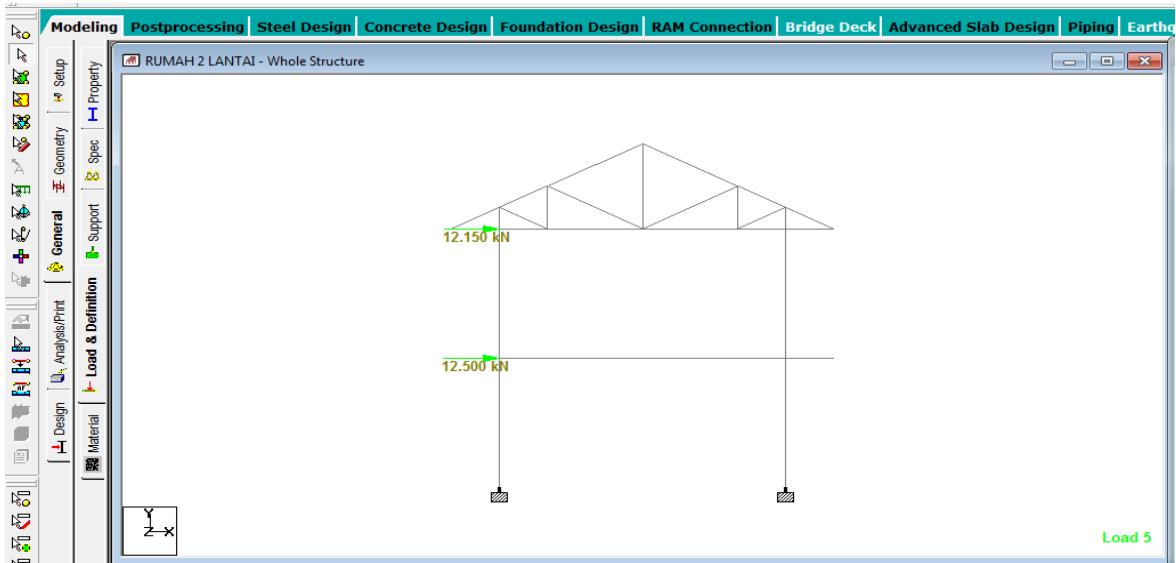 Modeling Postprocessing Steel Design Concrete Design Foundation Design RAM Connection Bridge Deck Advanced Slab Design Piping Earthq
RUMAH 2 LANTAI - Whole Structure
Setup
Geometry
General
Analysis/Print
Design
Property
Spec
Support
Load & Definition
Material
12.150 kN
12.500 kN
Y
Z X
Load 5